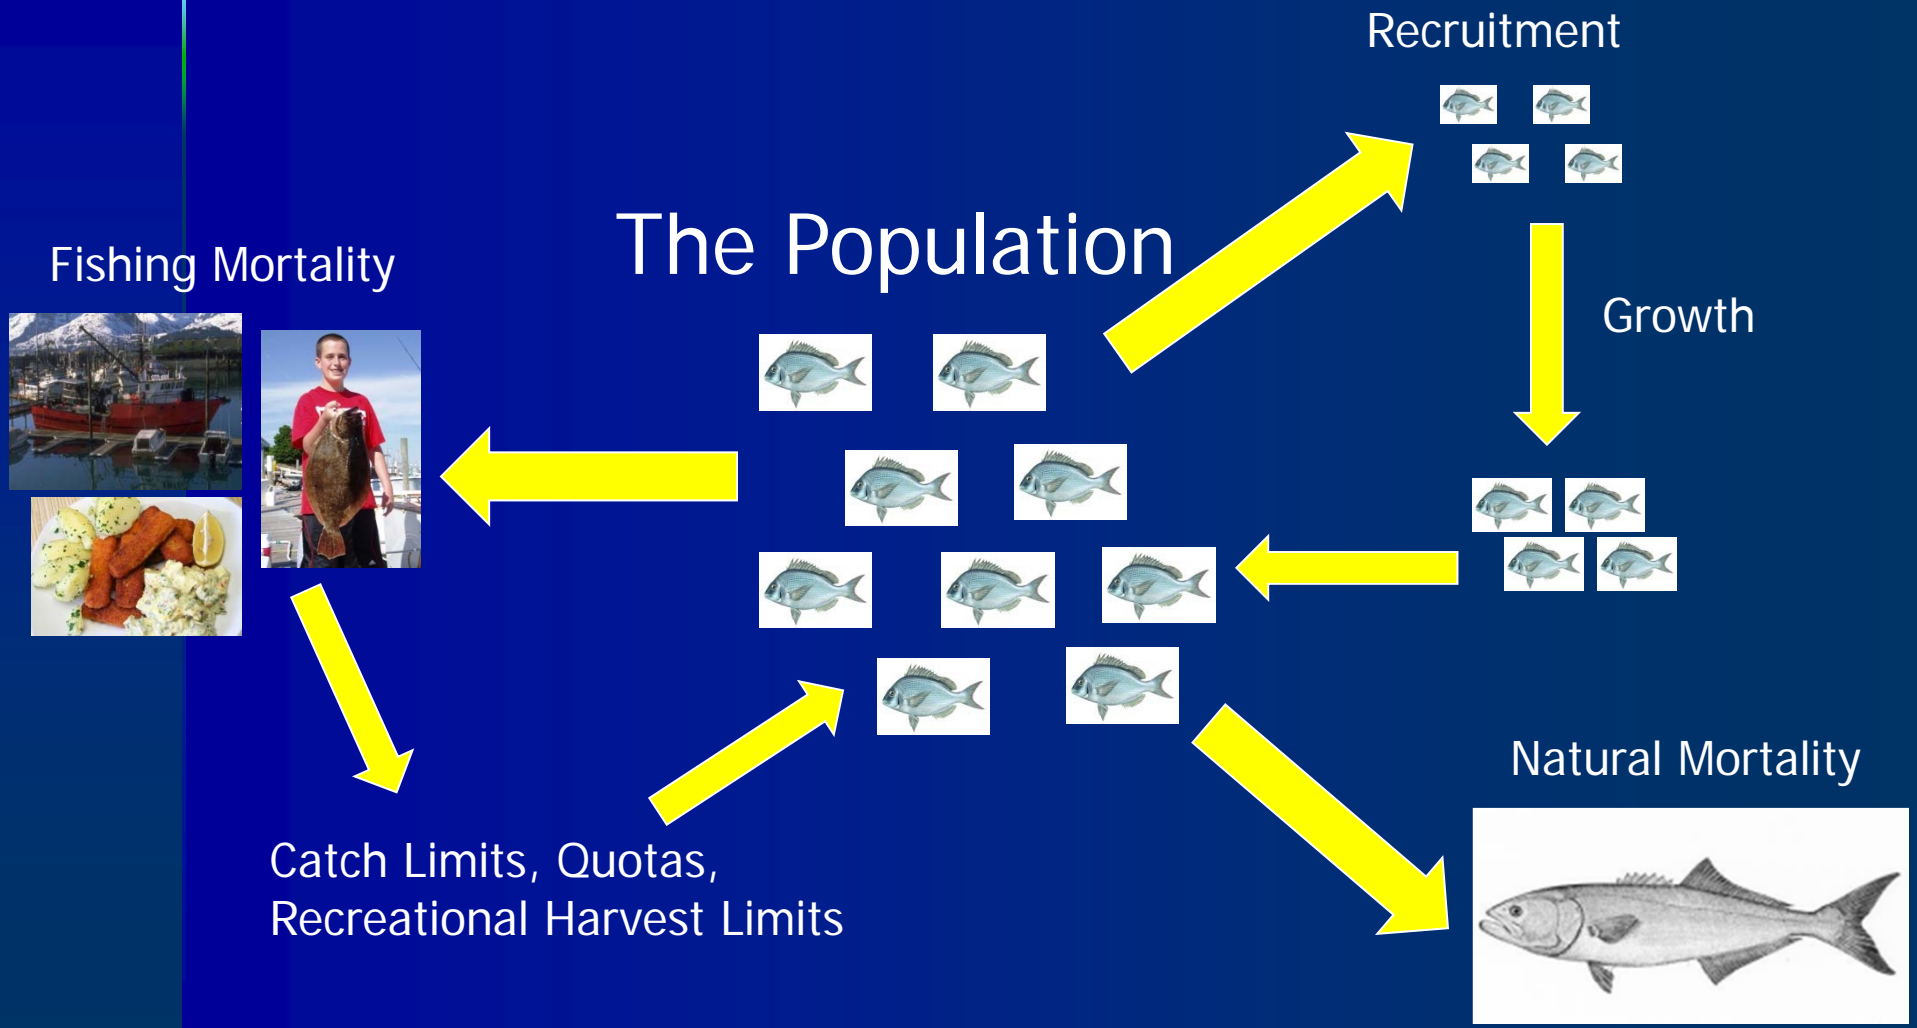 Recruitment
The Population
Fishing Mortality
Growth
Natural Mortality
Catch Limits, Quotas,
Recreational Harvest Limits